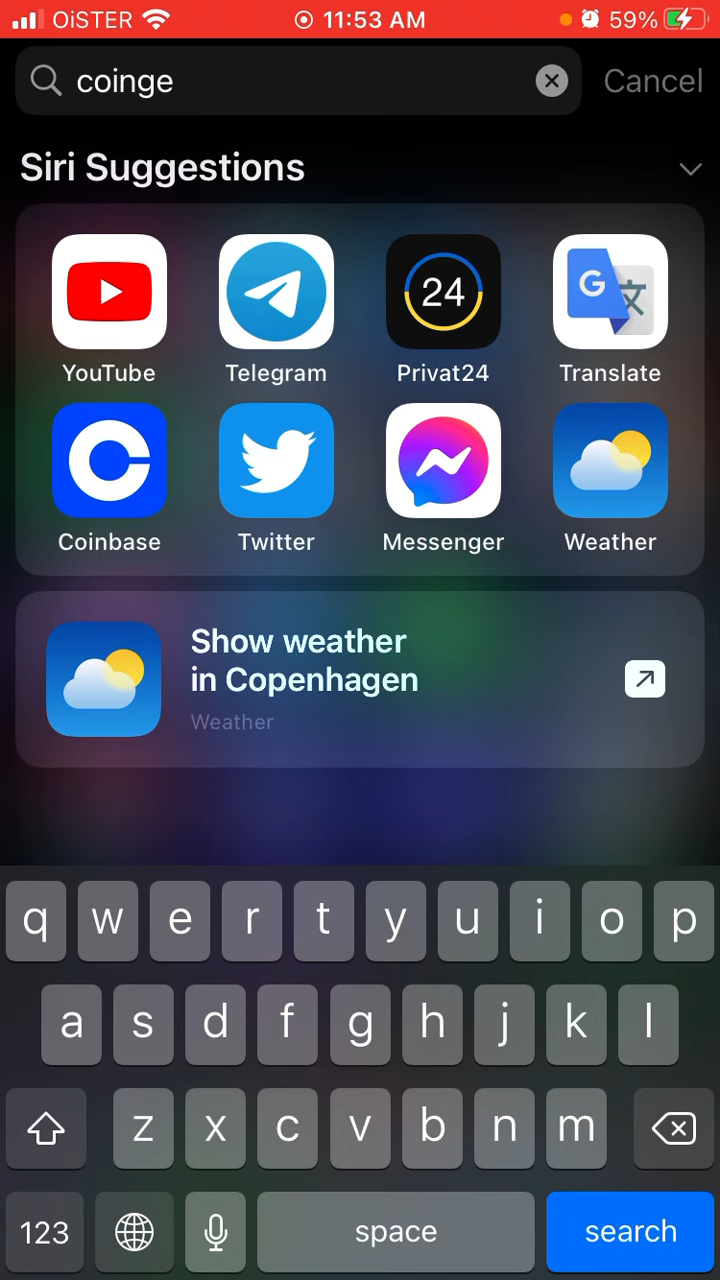 OiSTER 11:53 AM 59%
coinge Cancel
Siri Suggestions
24
G 文
YouTube Telegram Privat24 Translate
Coinbase Twitter Messenger Weather
Show weather
in Copenhagen
Weather
q w e r t y u i o p
a s d f g h j k l
z x c v b n m
123 space search